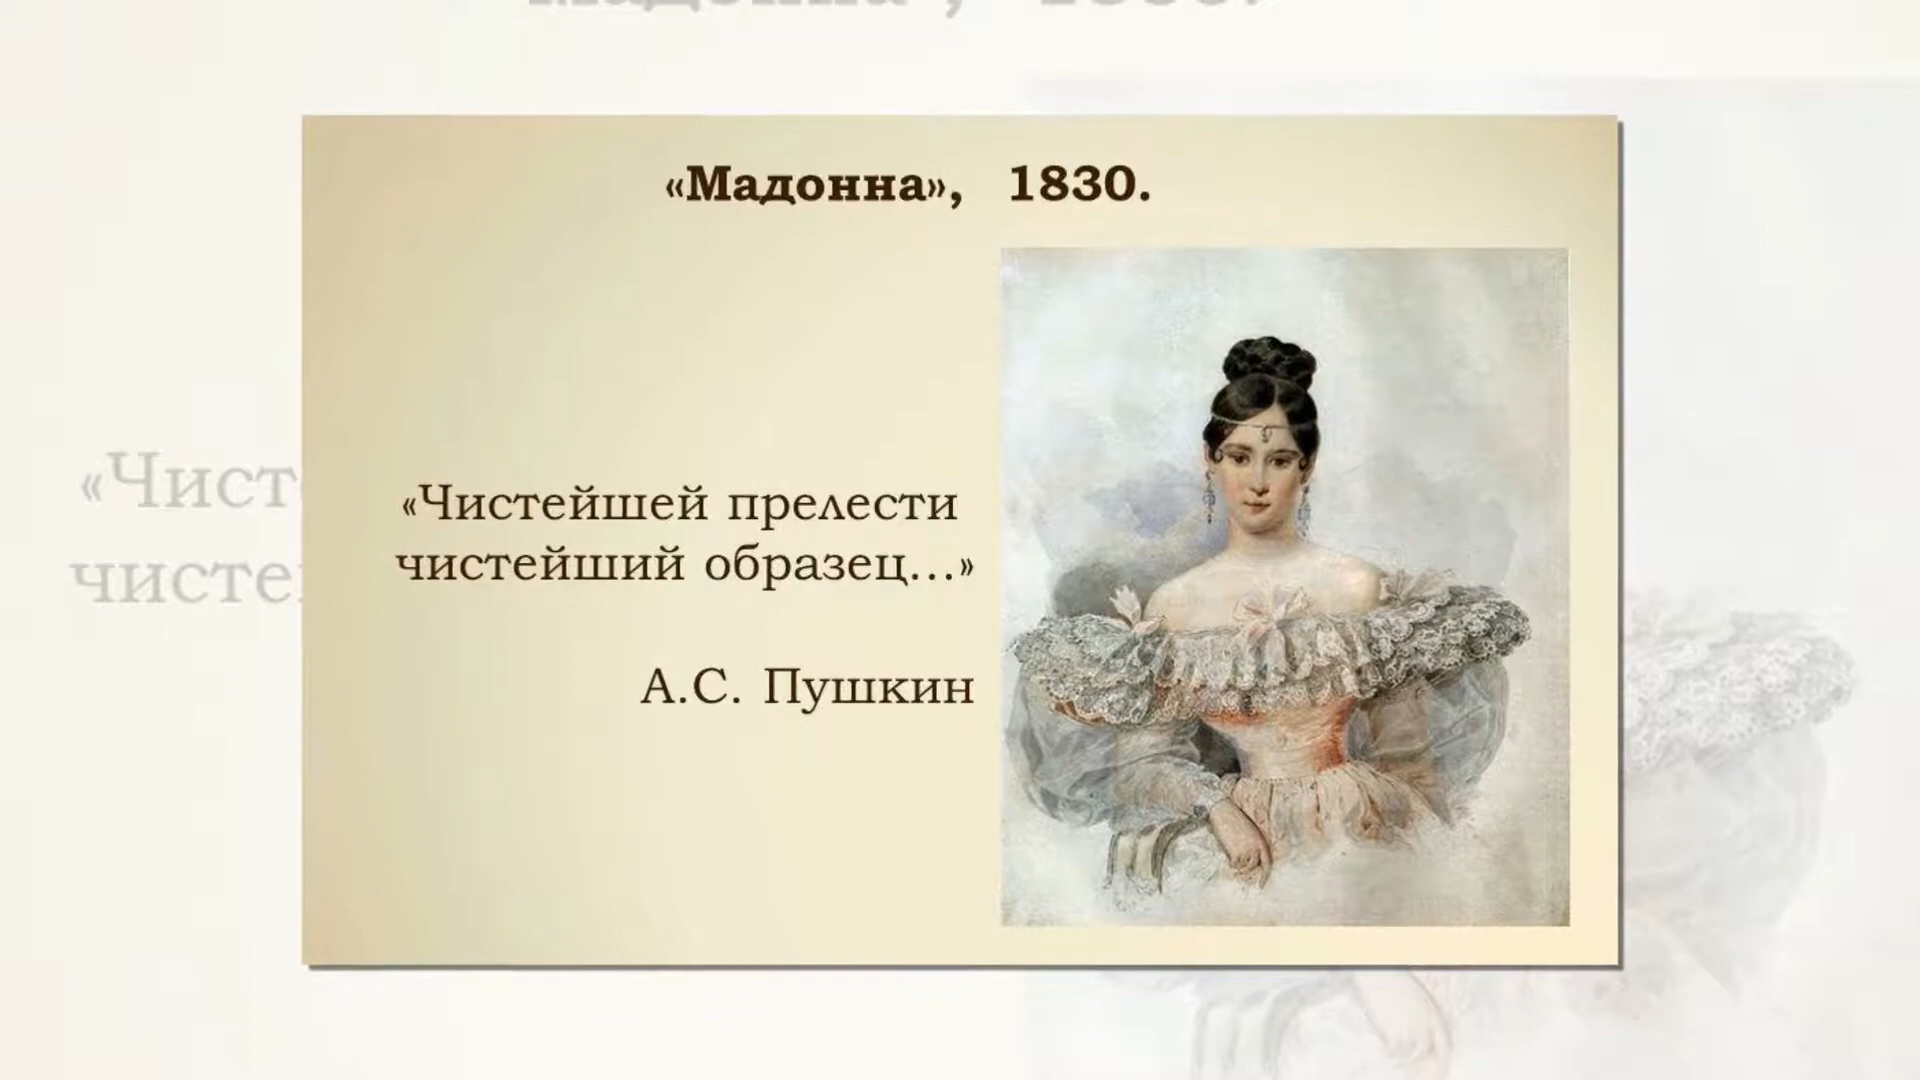 «Мадонна», 1830.
«Чистейшей прелести
чистейший образец...»
А.С. Пушкин